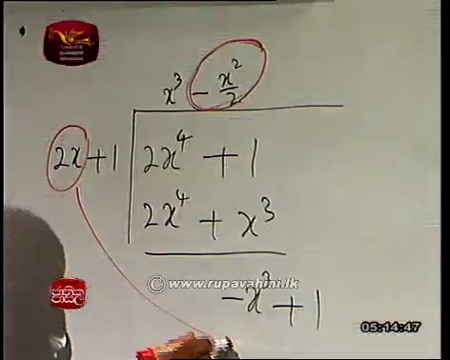 x³ - x²/2
2x + 1 2x⁴ + 1
2x⁴ + x³
© www.rupavahini.lk
-x³ + 1
05:14:47